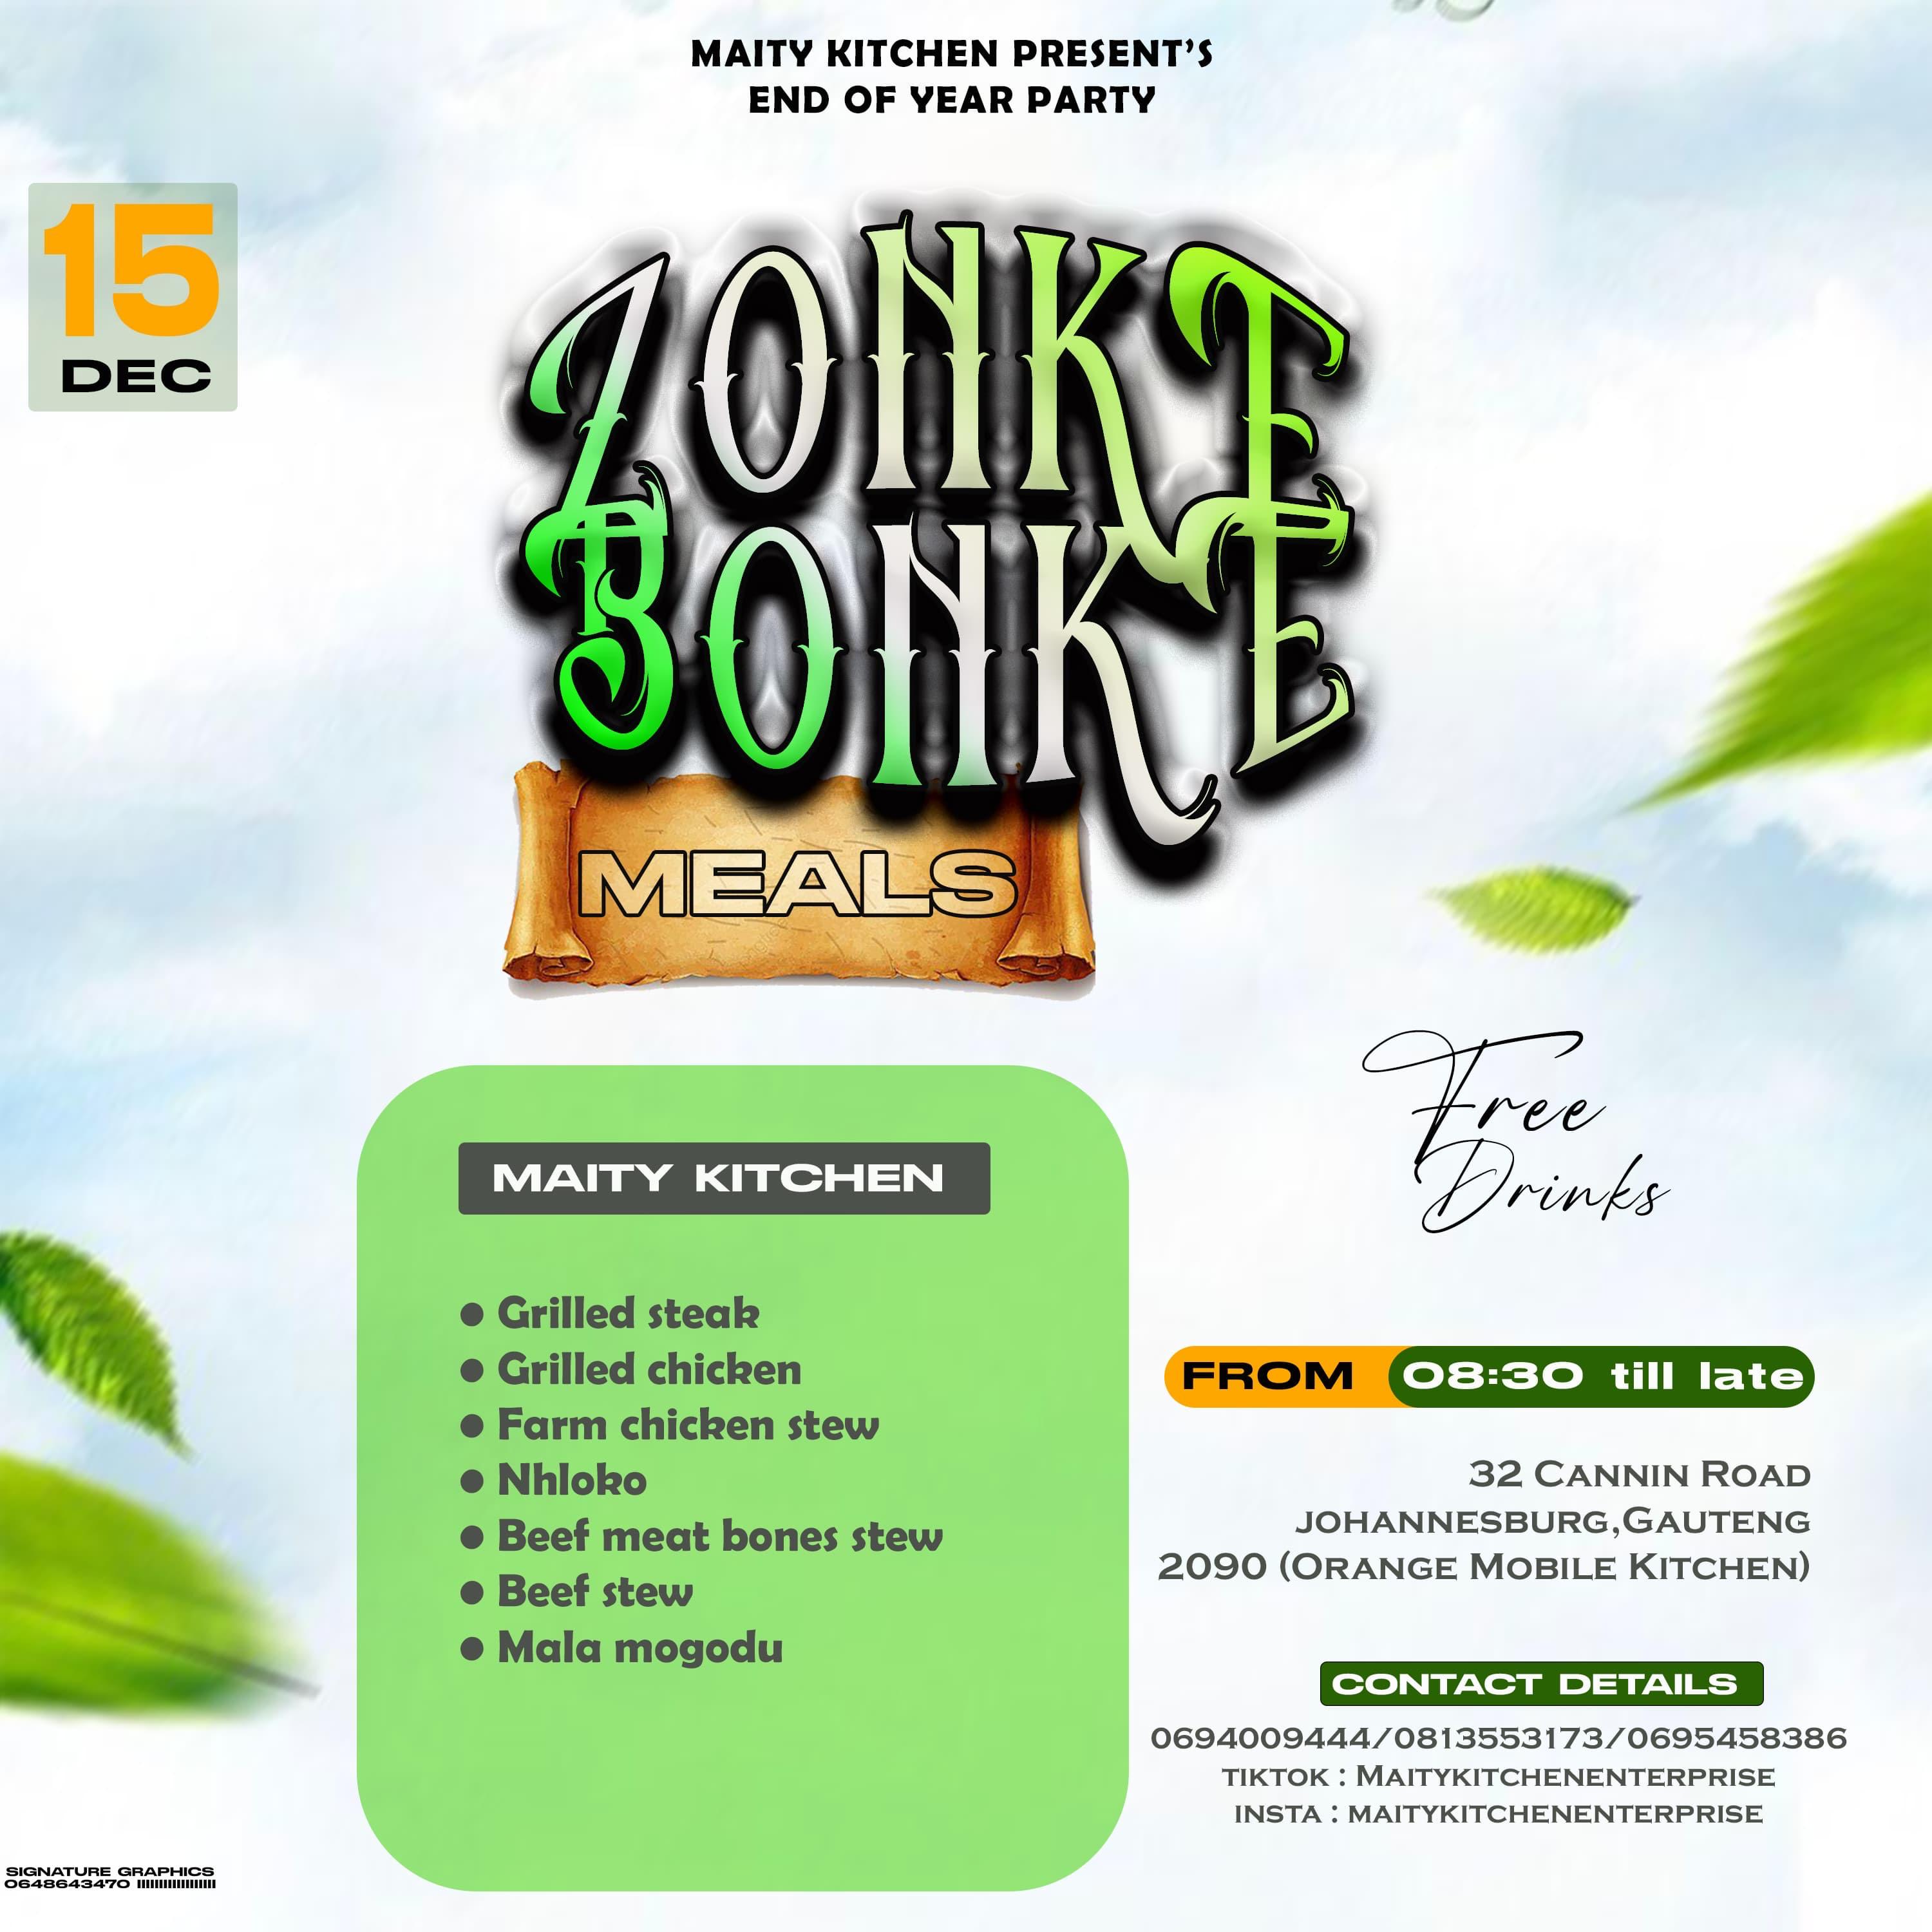 MAITY KITCHEN PRESENT'S
END OF YEAR PARTY
15
DEC
ZONKE
BONKE
MEALS
Free
Drinks
MAITY KITCHEN
• Grilled steak
• Grilled chicken
• Farm chicken stew
• Nhloko
• Beef meat bones stew
• Beef stew
• Mala mogodu
FROM 08:30 till late
32 Cannin Road
Johannesburg,Gauteng
2090 (Orange Mobile Kitchen)
CONTACT DETAILS
0694009444/0813553173/0695458386
tiktok : Maitykitchenenterprise
insta : maitykitchenenterprise
SIGNATURE GRAPHICS
0648643470